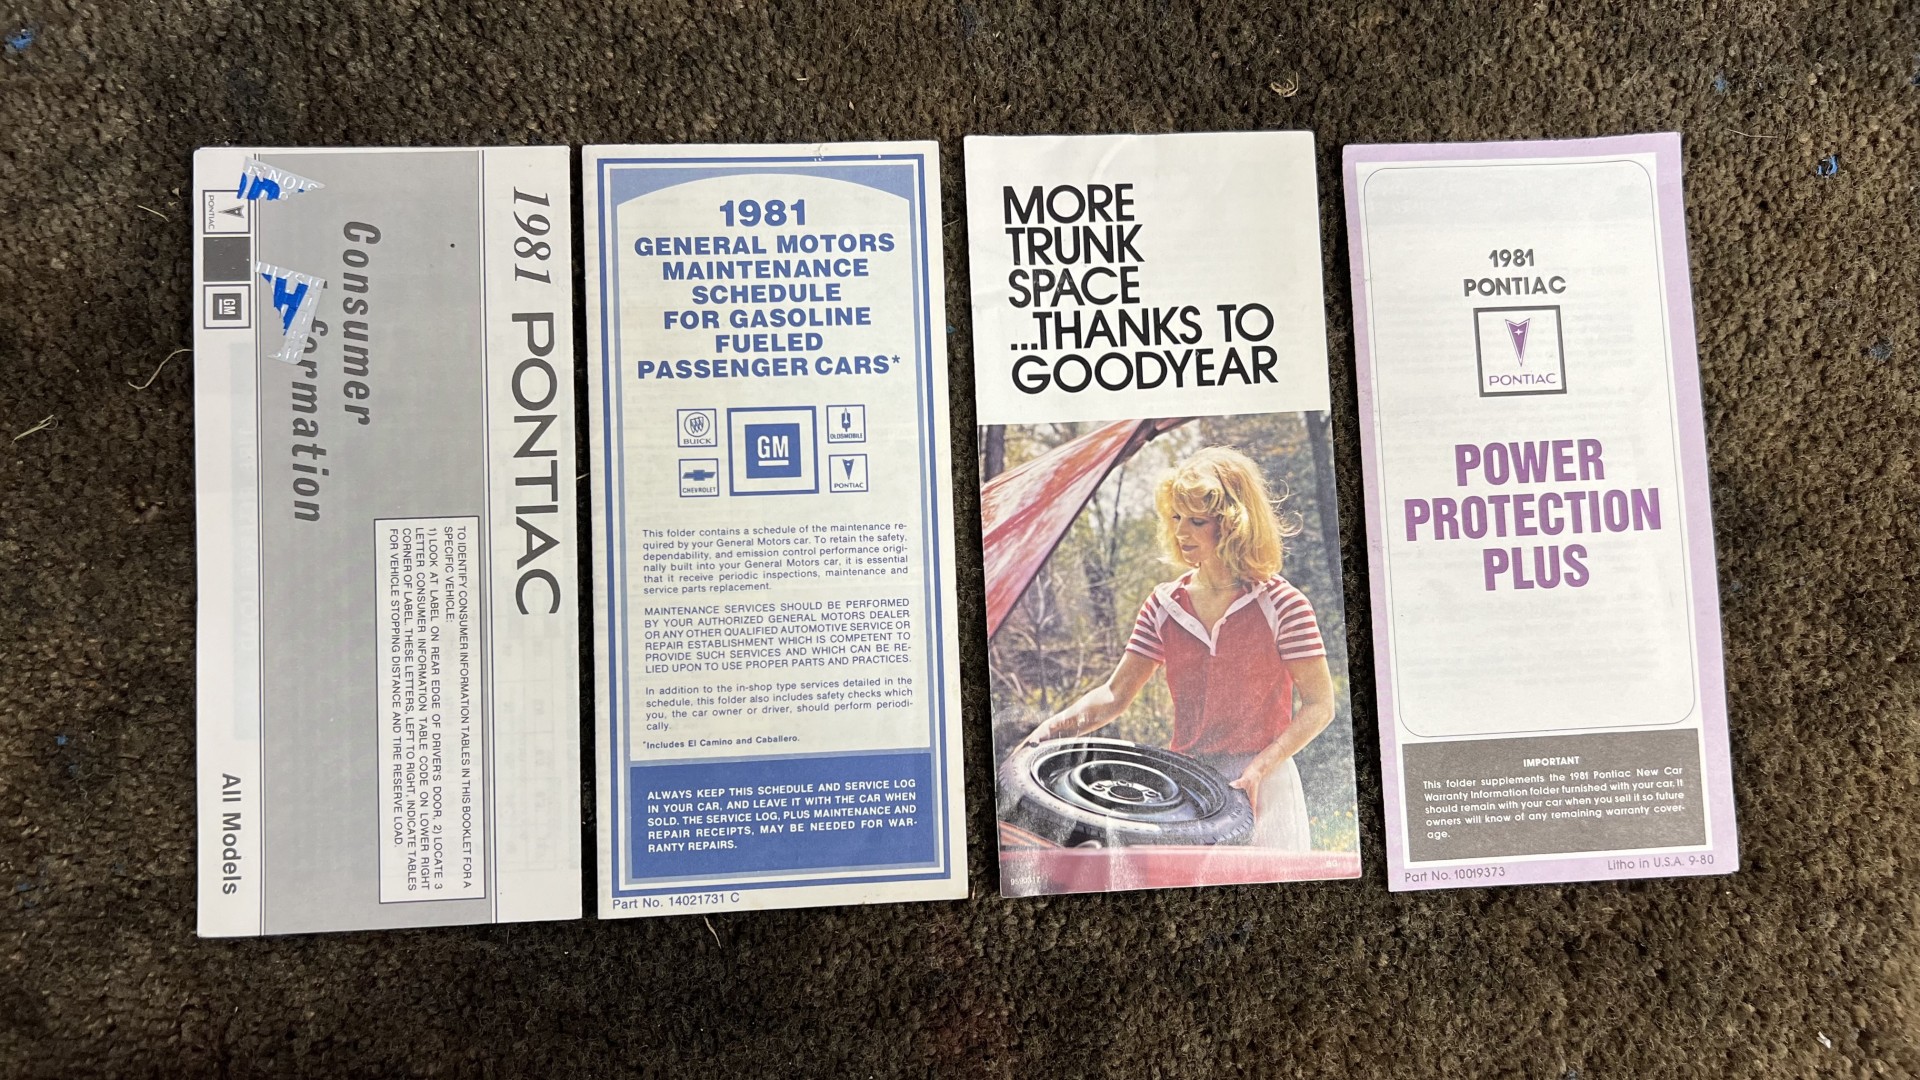 1981 PONTIAC
Consumer
Information
TO IDENTIFY CONSUMER INFORMATION TABLES IN THIS BOOKLET FOR A
SPECIFIC VEHICLE:
1) LOOK AT LABEL ON REAR EDGE OF DRIVER'S DOOR, 2) LOCATE 3
LETTER CONSUMER INFORMATION TABLE CODE ON LOWER RIGHT
CORNER OF LABEL. THESE LETTERS, LEFT TO RIGHT, INDICATE TABLES
FOR VEHICLE STOPPING DISTANCE AND TIRE RESERVE LOAD.
PONTIAC
GM
All Models
1981
GENERAL MOTORS
MAINTENANCE
SCHEDULE
FOR GASOLINE
FUELED
PASSENGER CARS*
BUICK
CHEVROLET
GM
OLDSMOBILE
PONTIAC
This folder contains a schedule of the maintenance re-
quired by your General Motors car. To retain the safety,
dependability, and emission control performance origi-
nally built into your General Motors car, it is essential
that it receive periodic inspections, maintenance and
service parts replacement.
MAINTENANCE SERVICES SHOULD BE PERFORMED
BY YOUR AUTHORIZED GENERAL MOTORS DEALER
OR ANY OTHER QUALIFIED AUTOMOTIVE SERVICE OR
REPAIR ESTABLISHMENT WHICH IS COMPETENT TO
PROVIDE SUCH SERVICES AND WHICH CAN BE RE-
LIED UPON TO USE PROPER PARTS AND PRACTICES.
In addition to the in-shop type services detailed in the
schedule, this folder also includes safety checks which
you, the car owner or driver, should perform periodi-
cally.
*Includes El Camino and Caballero.
ALWAYS KEEP THIS SCHEDULE AND SERVICE LOG
IN YOUR CAR, AND LEAVE IT WITH THE CAR WHEN
SOLD. THE SERVICE LOG, PLUS MAINTENANCE AND
REPAIR RECEIPTS, MAY BE NEEDED FOR WAR-
RANTY REPAIRS.
Part No. 14021731 C
MORE
TRUNK
SPACE
...THANKS TO
GOODYEAR
1981
PONTIAC
PONTIAC
POWER
PROTECTION
PLUS
IMPORTANT
This folder supplements the 1981 Pontiac New Car
Warranty Information folder furnished with your car. It
should remain with your car when you sell it so future
owners will know of any remaining warranty cover-
age.
Part No. 10019373
Litho in U.S.A. 9-80